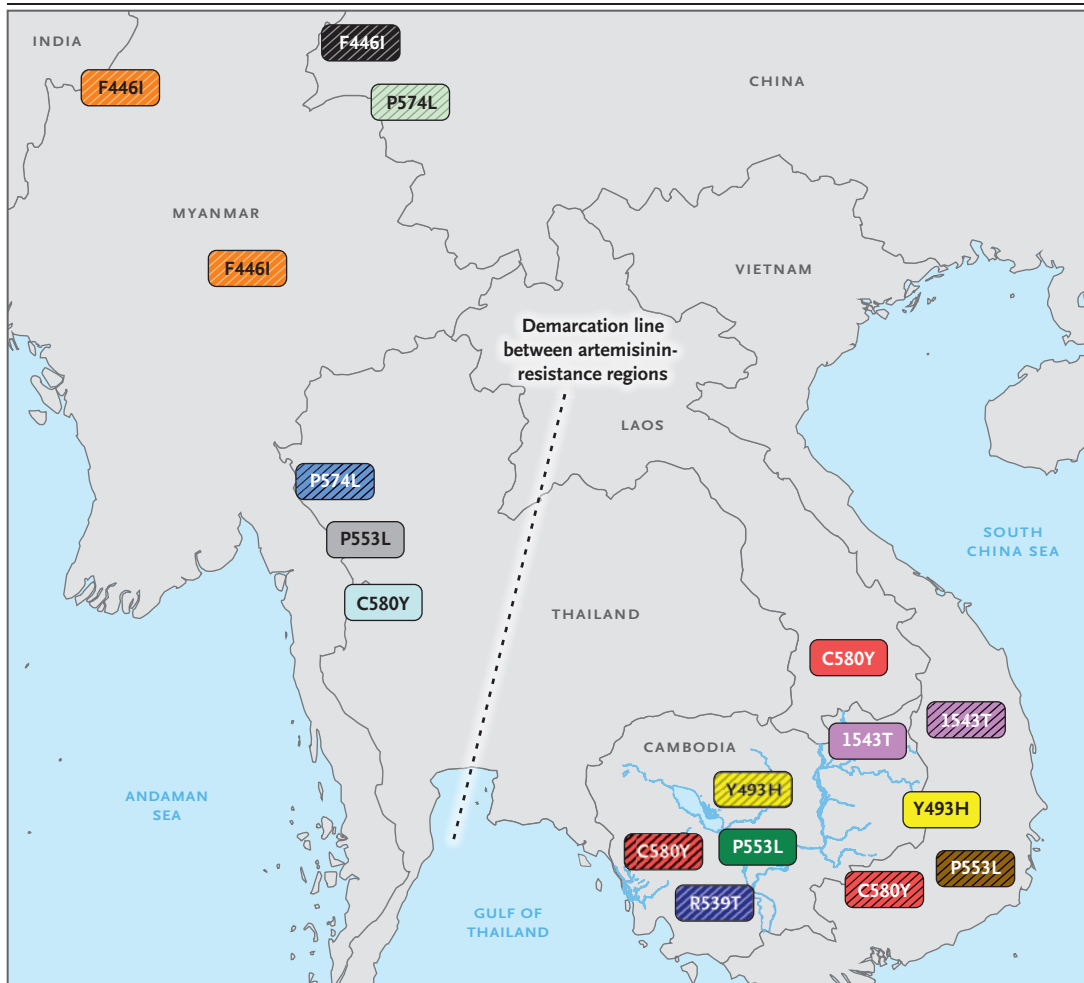 INDIA
F446I
CHINA
F446I
P574L
MYANMAR
F446I
VIETNAM
Demarcation line
between artemisinin-
resistance regions
LAOS
P574L
P553L
SOUTH
CHINA SEA
C580Y
THAILAND
C580Y
1543T
1543T
CAMBODIA
Y493H
ANDAMAN
SEA
Y493H
P553L
C580Y
P553L
C580Y
R539T
GULF OF
THAILAND